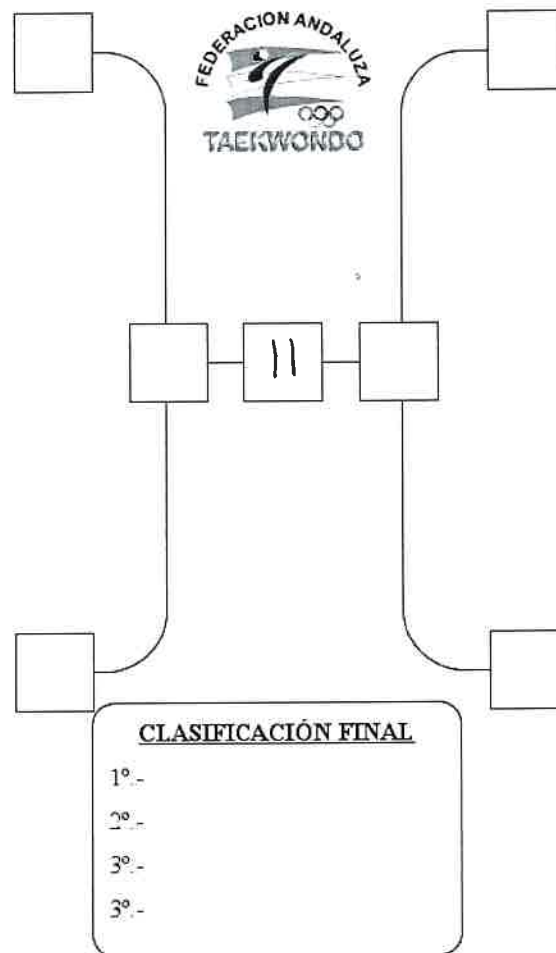 FEDERACION ANDALUZA
TAEKWONDO
11
CLASIFICACIÓN FINAL
1º.-
2º.-
3º.-
3º.-